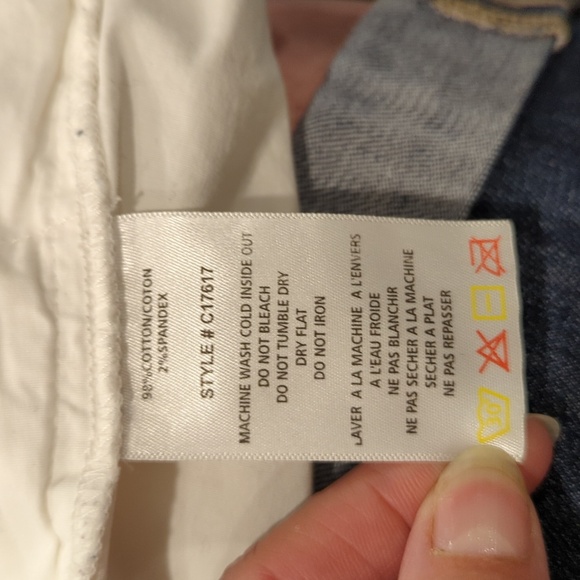 98%COTTON/COTON
2%SPANDEX
STYLE # C17617
MACHINE WASH COLD INSIDE OUT
DO NOT BLEACH
DO NOT TUMBLE DRY
DRY FLAT
DO NOT IRON
LAVER A LA MACHINE A L'ENVERS
A L'EAU FROIDE
NE PAS BLANCHIR
NE PAS SECHER A LA MACHINE
SECHER A PLAT
NE PAS REPASSER
30